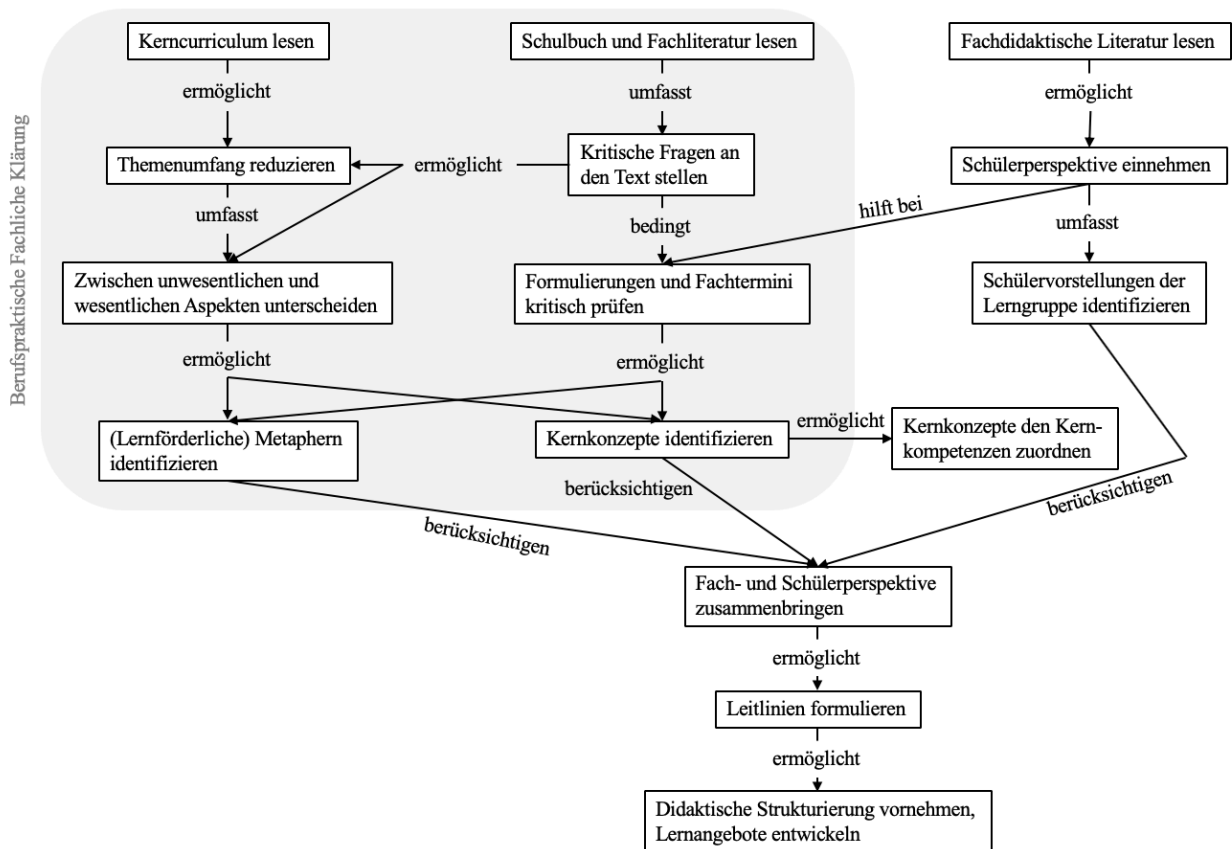 Kerncurriculum lesen
Schulbuch und Fachliteratur lesen
Fachdidaktische Literatur lesen
ermöglicht
umfasst
ermöglicht
Themenumfang reduzieren
ermöglicht
Kritische Fragen an
den Text stellen
Schülerperspektive einnehmen
umfasst
bedingt
hilft bei
umfasst
Zwischen unwesentlichen und
wesentlichen Aspekten unterscheiden
Formulierungen und Fachtermini
kritisch prüfen
Schülervorstellungen der
Lerngruppe identifizieren
Berufspraktische Fachliche Klärung
ermöglicht
ermöglicht
(Lernförderliche) Metaphern
identifizieren
Kernkonzepte identifizieren
ermöglicht
Kernkonzepte den Kern-
kompetenzen zuordnen
berücksichtigen
berücksichtigen
berücksichtigen
Fach- und Schülerperspektive
zusammenbringen
ermöglicht
Leitlinien formulieren
ermöglicht
Didaktische Strukturierung vornehmen,
Lernangebote entwickeln